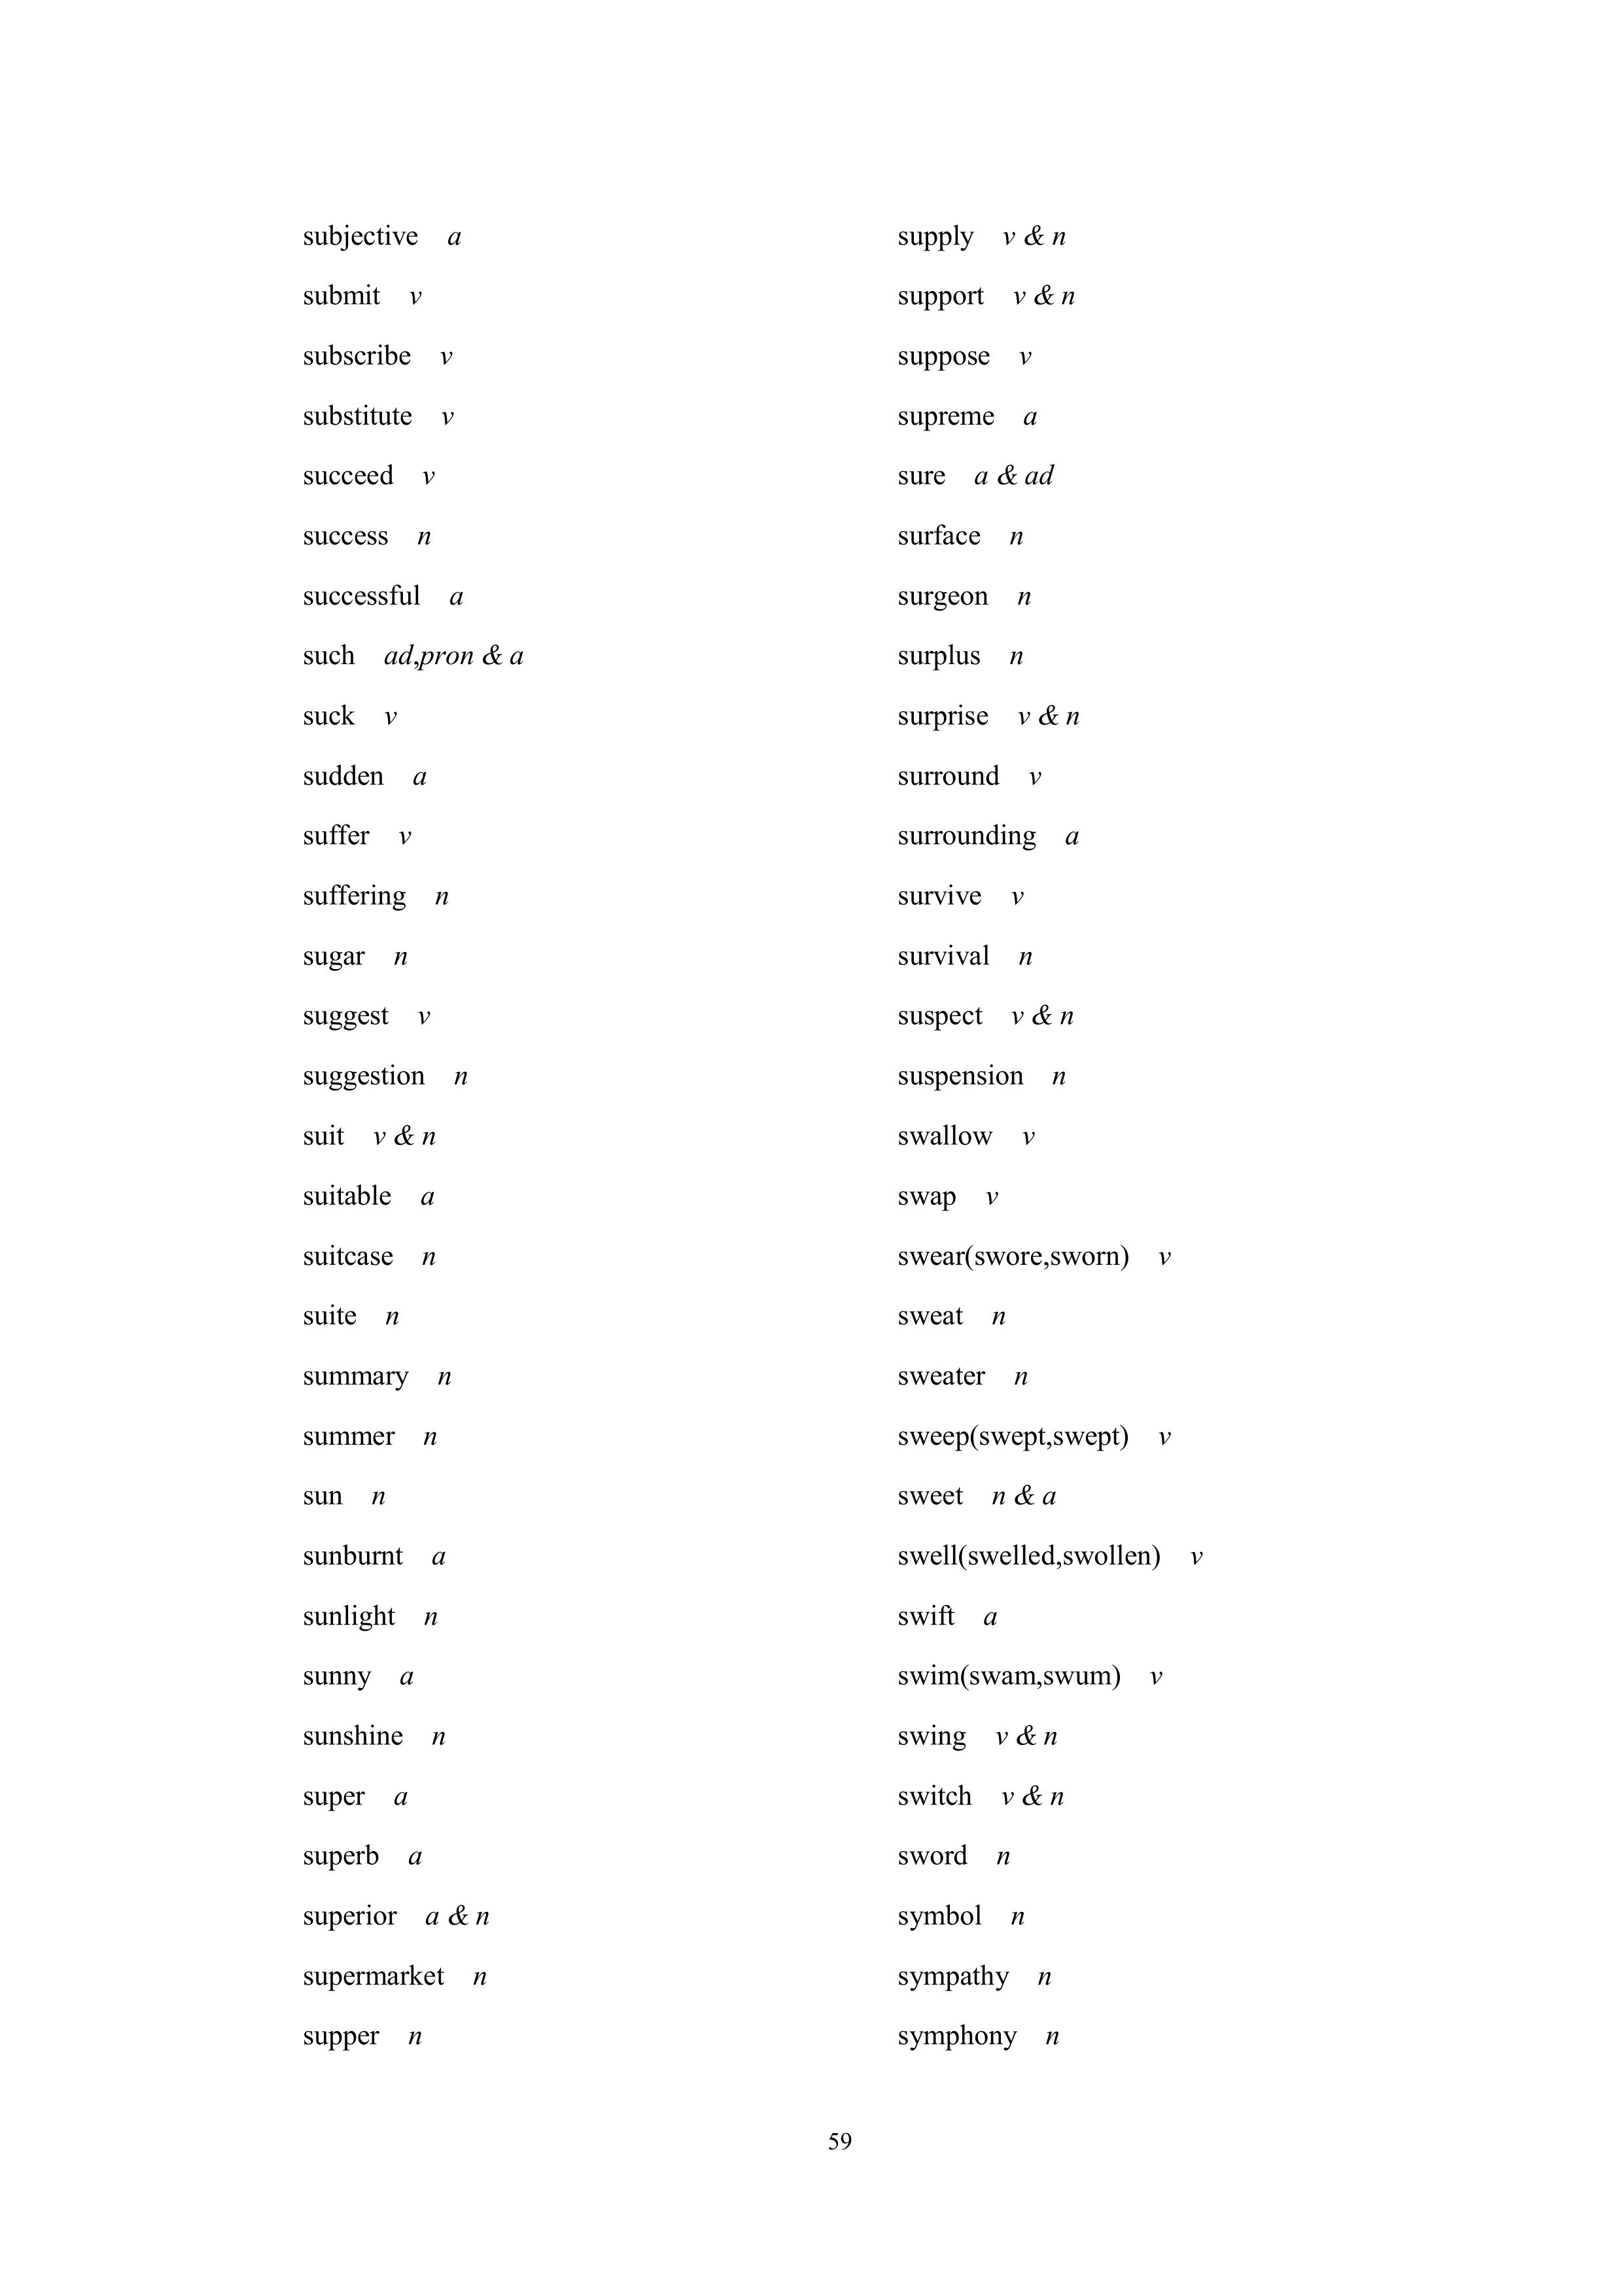 subjective a
submit v
subscribe v
substitute v
succeed v
success n
successful a
such ad,pron & a
suck v
sudden a
suffer v
suffering n
sugar n
suggest v
suggestion n
suit v & n
suitable a
suitcase n
suite n
summary n
summer n
sun n
sunburnt a
sunlight n
sunny a
sunshine n
super a
superb a
superior a & n
supermarket n
supper n
supply v & n
support v & n
suppose v
supreme a
sure a & ad
surface n
surgeon n
surplus n
surprise v & n
surround v
surrounding a
survive v
survival n
suspect v & n
suspension n
swallow v
swap v
swear(swore,sworn) v
sweat n
sweater n
sweep(swept,swept) v
sweet n & a
swell(swelled,swollen) v
swift a
swim(swam,swum) v
swing v & n
switch v & n
sword n
symbol n
sympathy n
symphony n
59